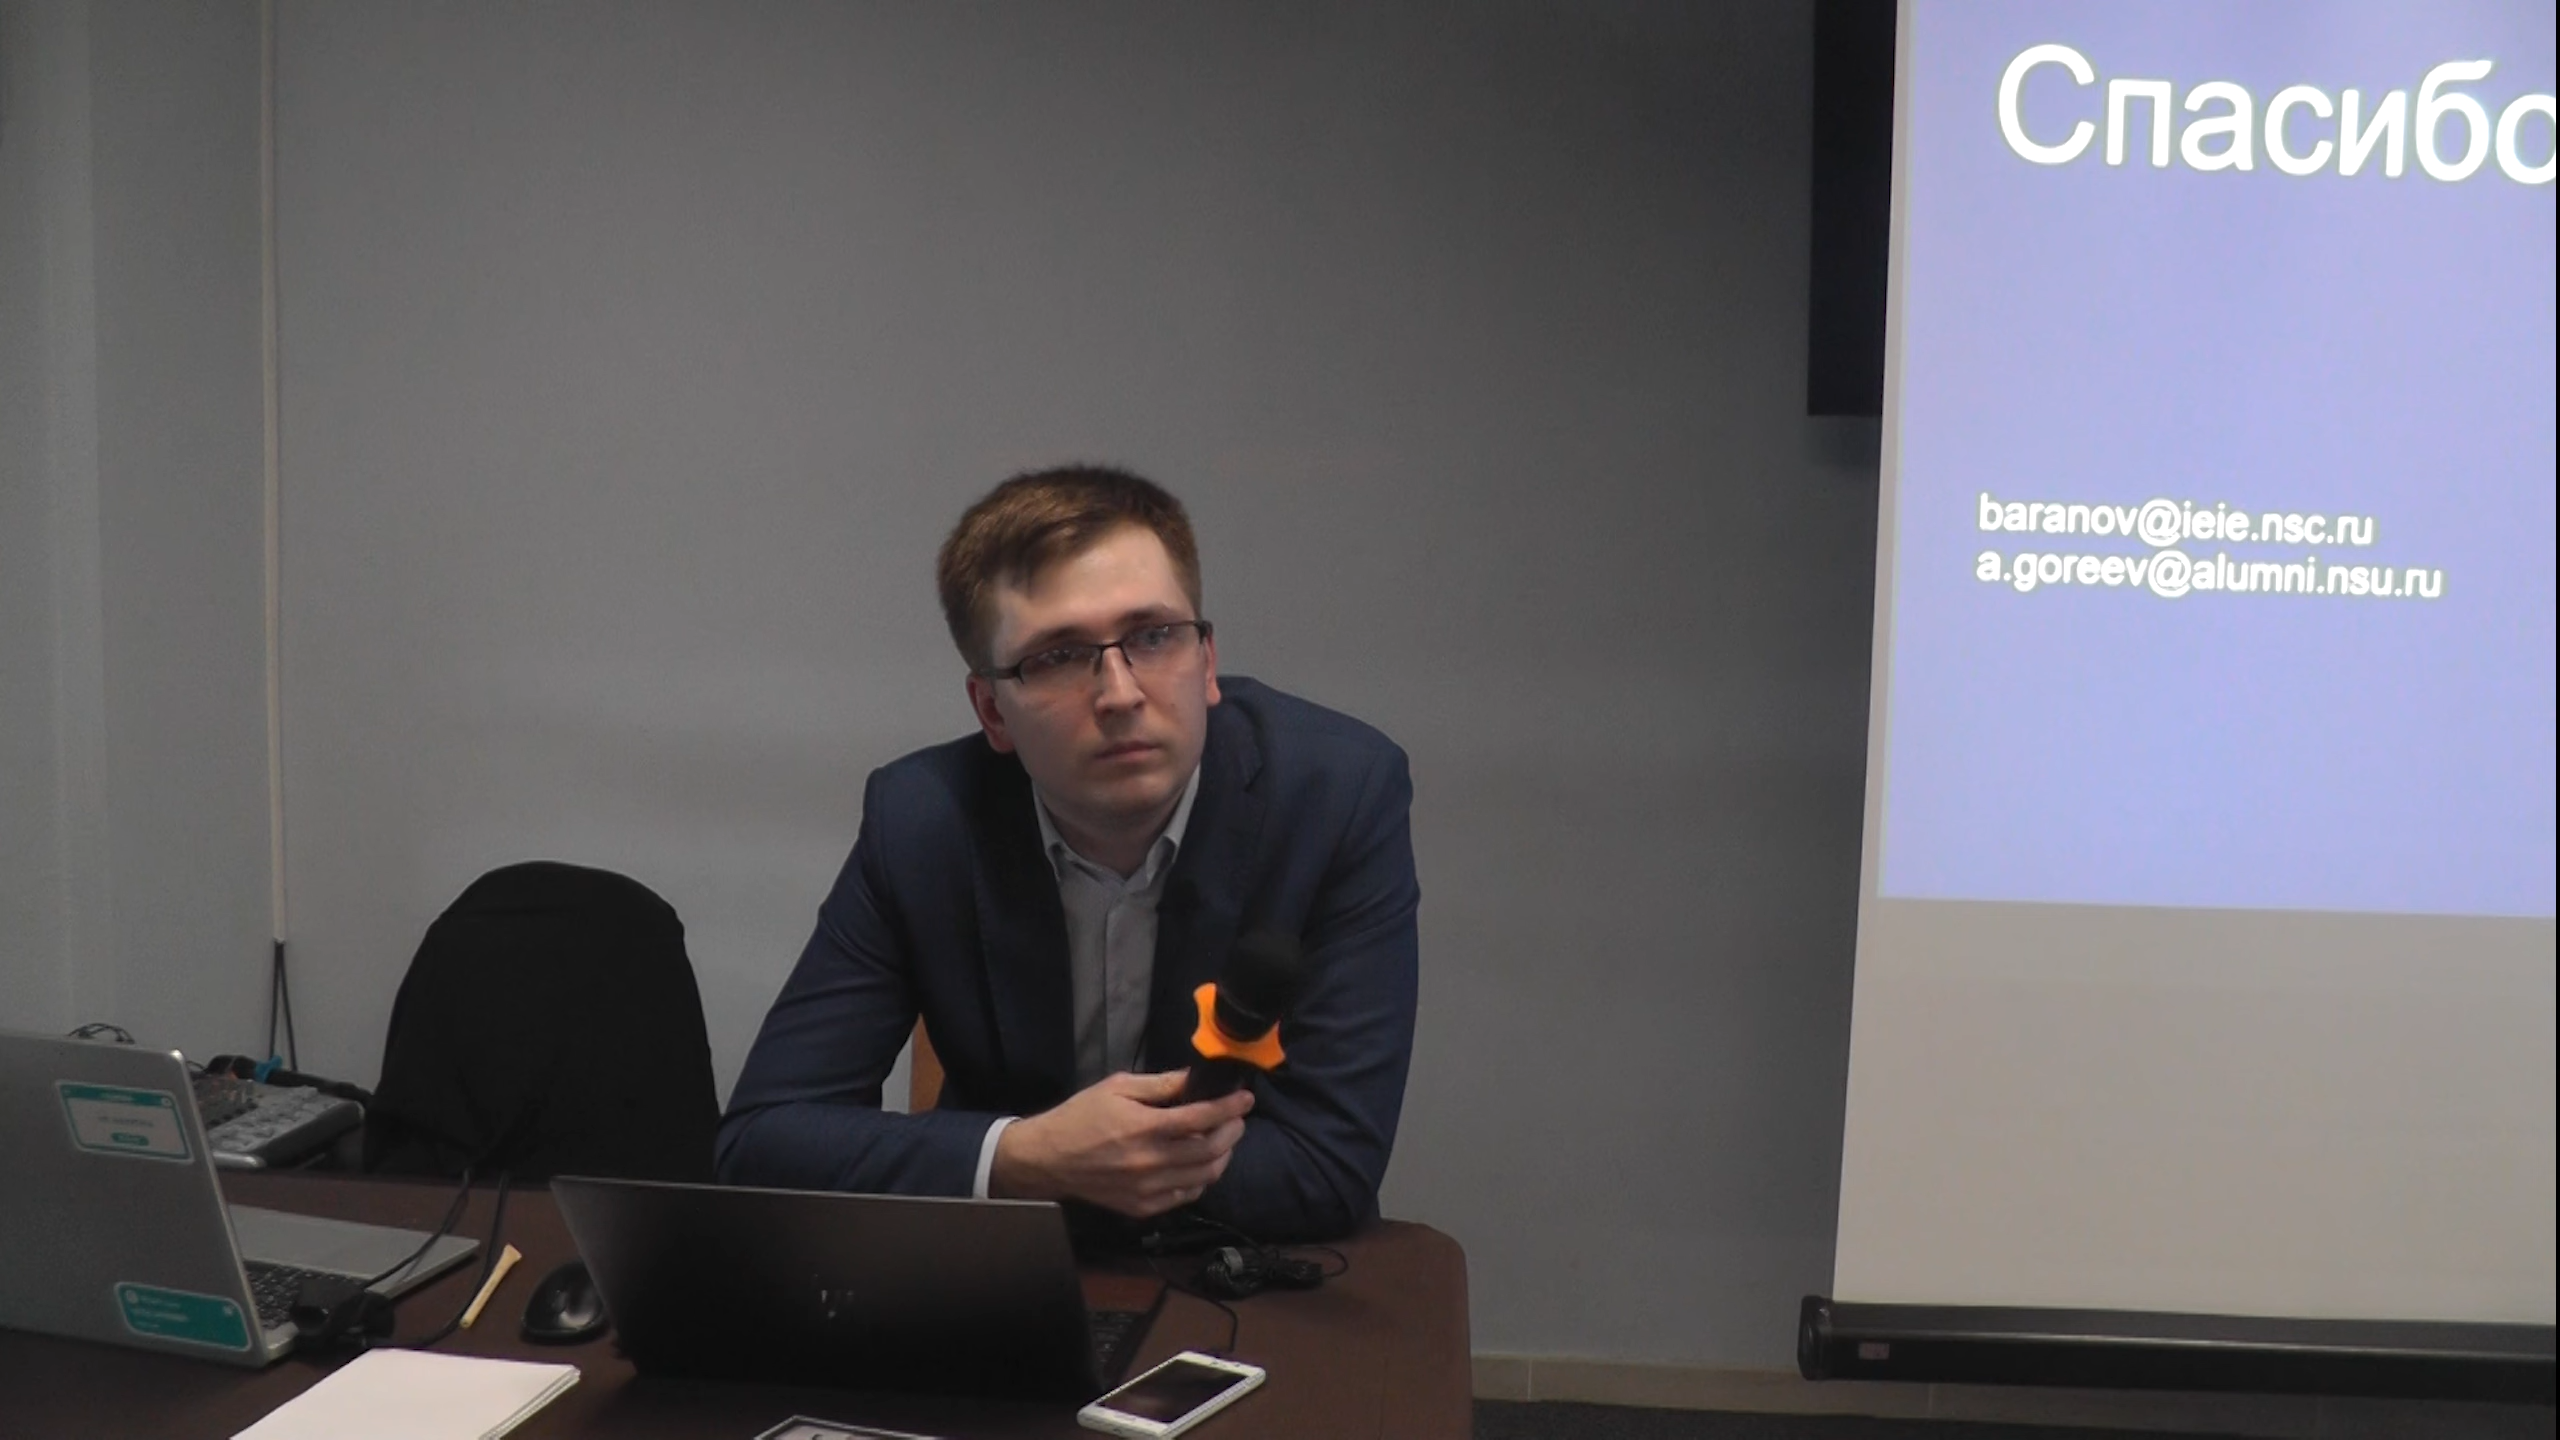 Спасибо
baranov@ieie.nsc.ru
a.goreev@alumni.nsu.ru